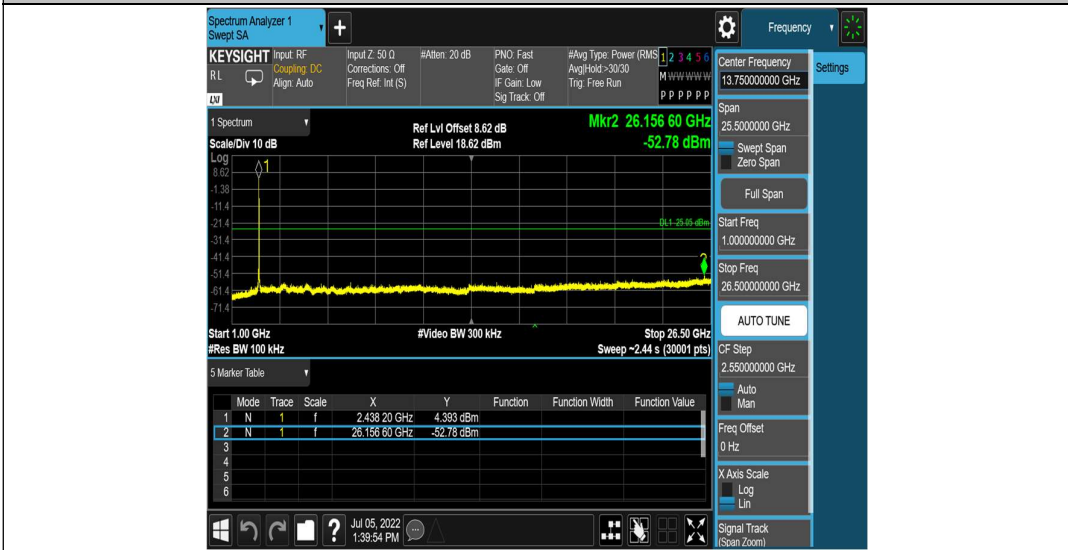 Spectrum Analyzer 1
Swept SA
+
Frequency
KEYSIGHT
RL
LXI
Input: RF
Coupling: DC
Align: Auto
Input Z: 50 Ω
Corrections: Off
Freq Ref: Int (S)
#Atten: 20 dB
PNO: Fast
Gate: Off
IF Gain: Low
Sig Track: Off
#Avg Type: Power (RMS
Avg|Hold:>30/30
Trig: Free Run
1 2 3 4 5 6
M W W W W W
P P P P P P
1 Spectrum
Scale/Div 10 dB
Ref Lvl Offset 8.62 dB
Ref Level 18.62 dBm
Mkr2 26.156 60 GHz
-52.78 dBm
Log
8.62
-1.38
-11.4
-21.4
-31.4
-41.4
-51.4
-61.4
-71.4
1
2
DL1 -25.05 dBm
Start 1.00 GHz
#Res BW 100 kHz
#Video BW 300 kHz
Stop 26.50 GHz
Sweep ~2.44 s (30001 pts)
5 Marker Table
Mode Trace Scale X Y Function Function Width Function Value
1 N 1 f 2.438 20 GHz 4.393 dBm
2 N 1 f 26.156 60 GHz -52.78 dBm
3
4
5
6
?
Jul 05, 2022
1:39:54 PM
Center Frequency
13.750000000 GHz
Settings
Span
25.5000000 GHz
Swept Span
Zero Span
Full Span
Start Freq
1.000000000 GHz
Stop Freq
26.500000000 GHz
AUTO TUNE
CF Step
2.550000000 GHz
Auto
Man
Freq Offset
0 Hz
X Axis Scale
Log
Lin
Signal Track
(Span Zoom)